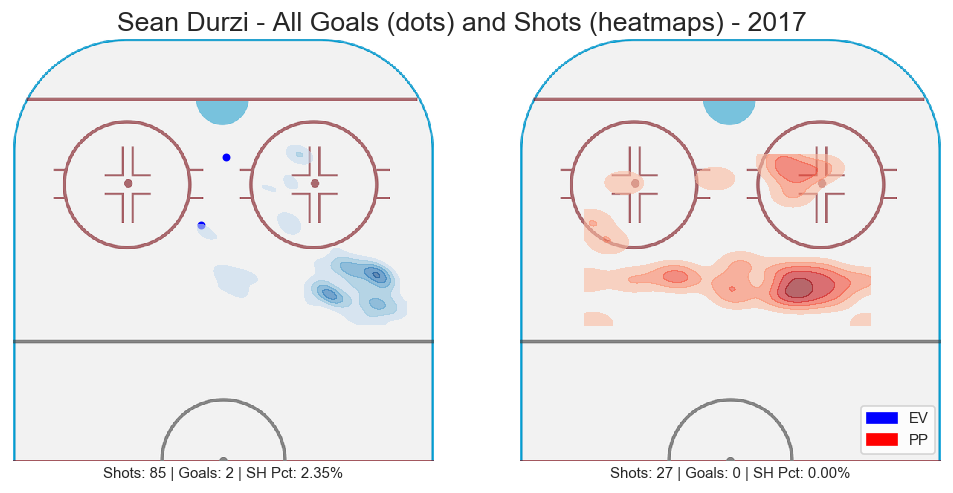 Sean Durzi - All Goals (dots) and Shots (heatmaps) - 2017
EV
PP
Shots: 85 | Goals: 2 | SH Pct: 2.35%
Shots: 27 | Goals: 0 | SH Pct: 0.00%